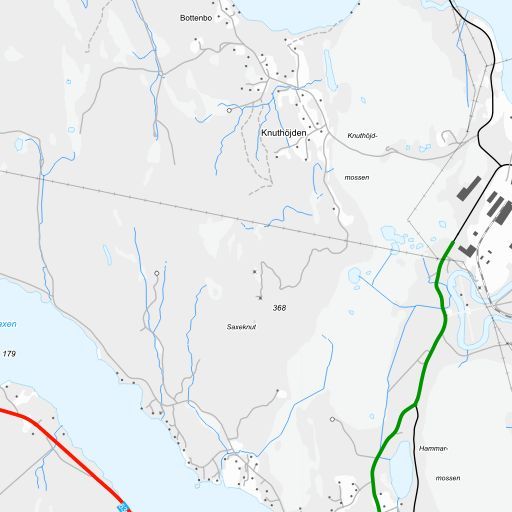 Bottenbo
Knuthöjden
Knuthöjd-
mossen
368
Saxeknut
179
Hammar-
mossen